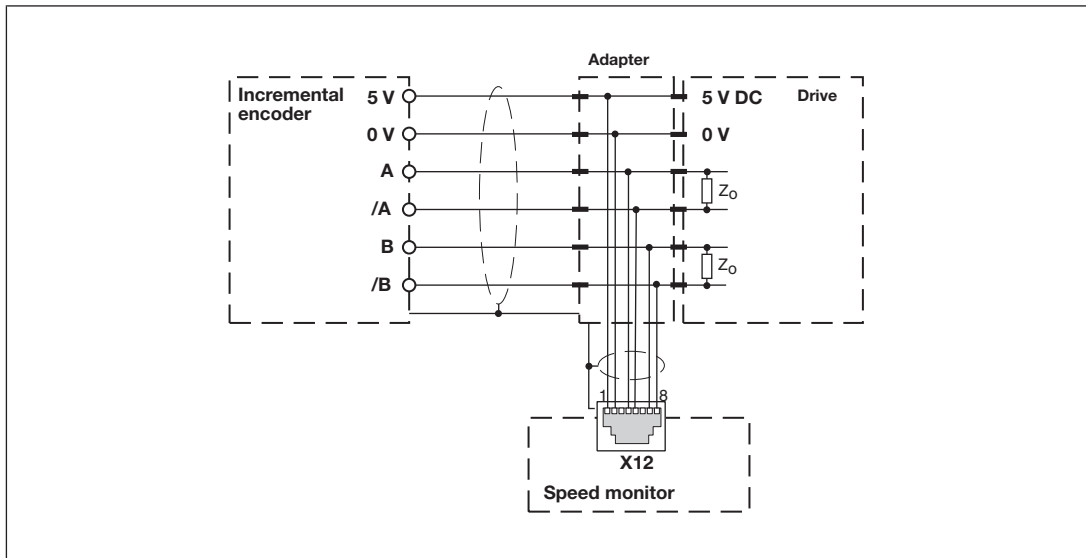 Adapter
Incremental
encoder
5 V
0 V
A
/A
B
/B
5 V DC
Drive
0 V
Z0
Z0
1
8
X12
Speed monitor